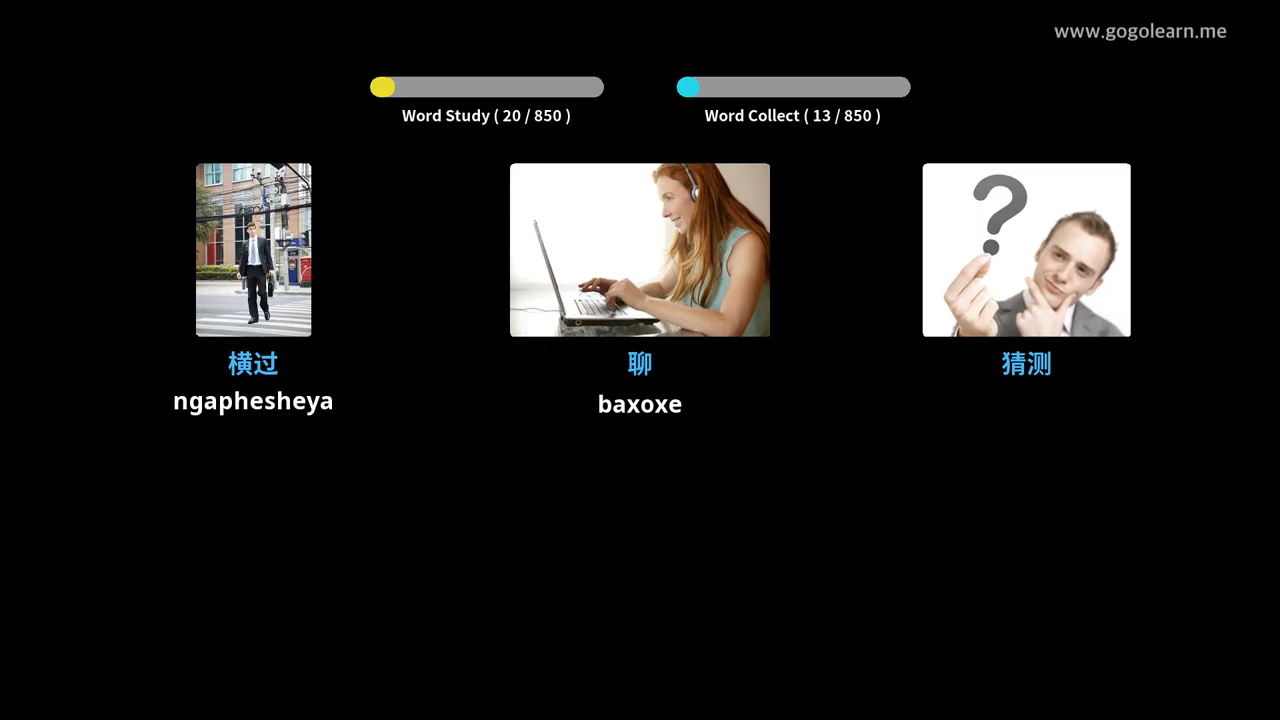 www.gogolearn.me
Word Study ( 20 / 850 )
Word Collect ( 13 / 850 )
横过
聊
猜测
ngaphesheya
baxoxe